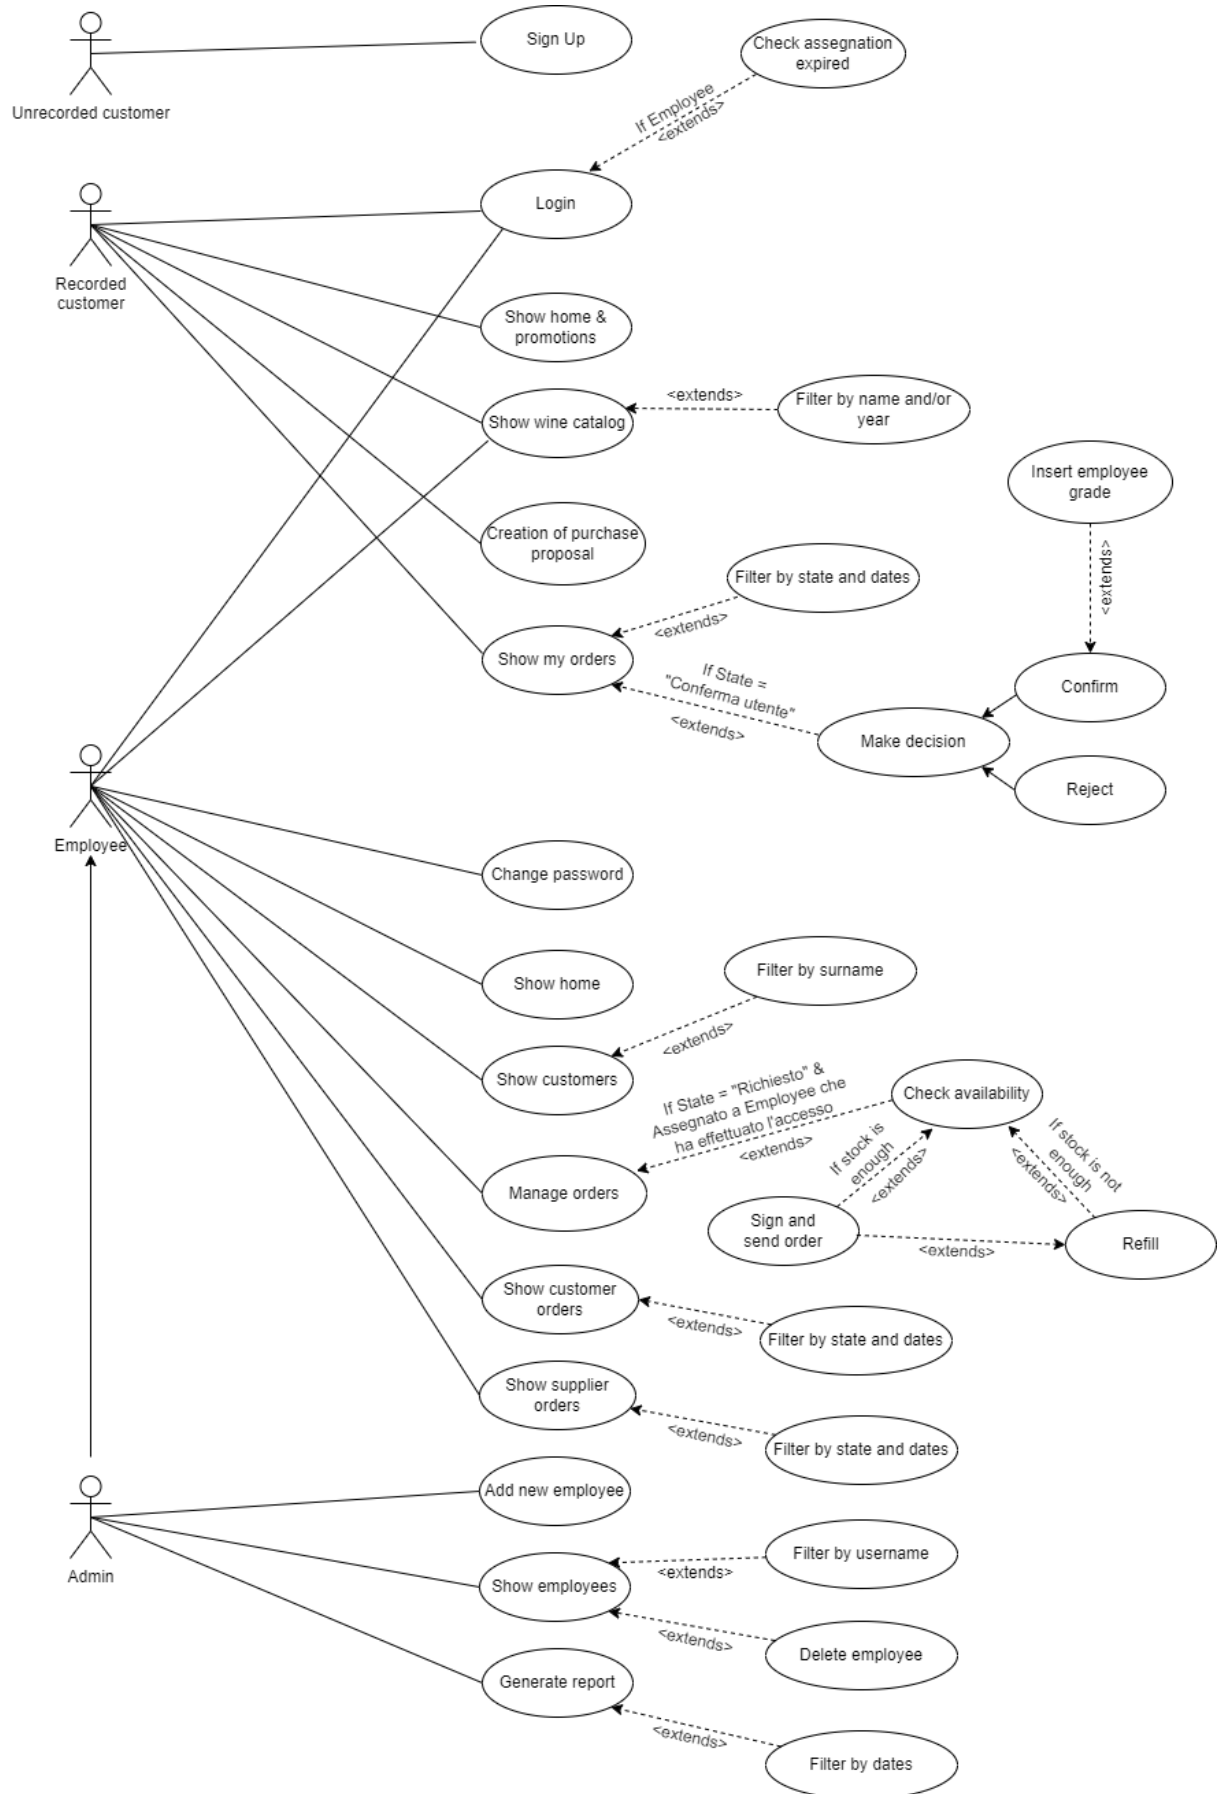 Sign Up
Check assegnation
expired
Unrecorded customer
If Employee
<extends>
Login
Recorded
customer
Show home &
promotions
<extends>
Filter by name and/or
year
Show wine catalog
Insert employee
grade
Creation of purchase
proposal
<extends>
Filter by state and dates
<extends>
Show my orders
If State =
"Conferma utente"
<extends>
Confirm
Make decision
Reject
Employee
Change password
Filter by surname
Show home
<extends>
Show customers
If State = "Richiesto" &
Assegnato a Employee che
ha effettuato l'accesso
<extends>
Check availability
If stock is
enough
<extends>
If stock is not
enough
<extends>
Manage orders
Sign and
send order
<extends>
Refill
Show customer
orders
<extends>
Filter by state and dates
Show supplier
orders
<extends>
Filter by state and dates
Add new employee
Admin
Filter by username
<extends>
Show employees
<extends>
Delete employee
Generate report
<extends>
Filter by dates